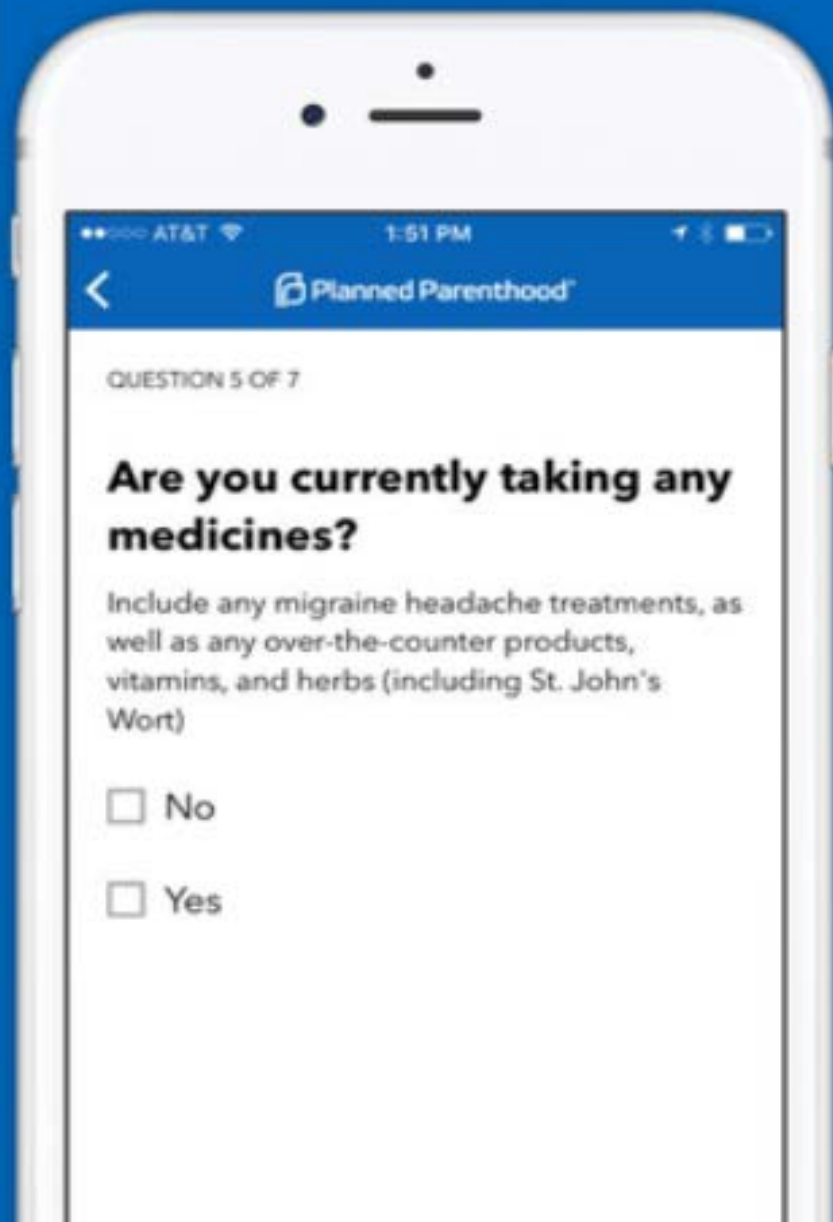 AT&T 1:51 PM
Planned Parenthood
QUESTION 5 OF 7
Are you currently taking any
medicines?
Include any migraine headache treatments, as
well as any over-the-counter products,
vitamins, and herbs (including St. John's
Wort)
No
Yes